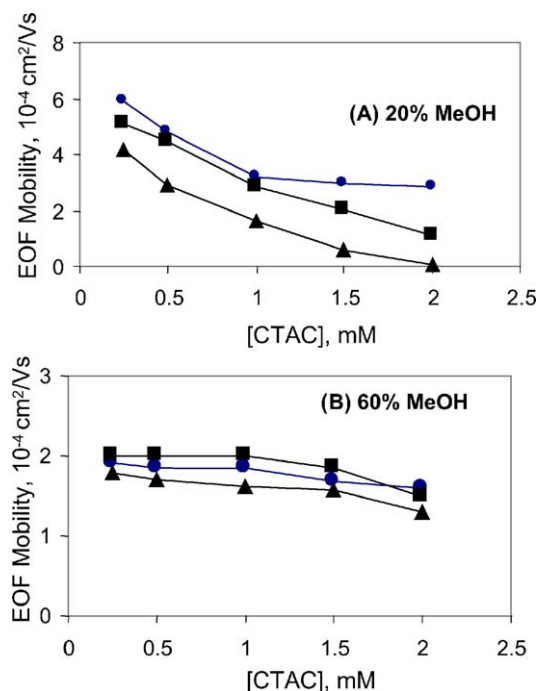 8
(A) 20% MeOH
6
4
2
0
EOF Mobility, 10⁻⁴ cm²/Vs
0 0.5 1 1.5 2 2.5
[CTAC], mM
3
(B) 60% MeOH
2
1
0
EOF Mobility, 10⁻⁴ cm²/Vs
0 0.5 1 1.5 2 2.5
[CTAC], mM